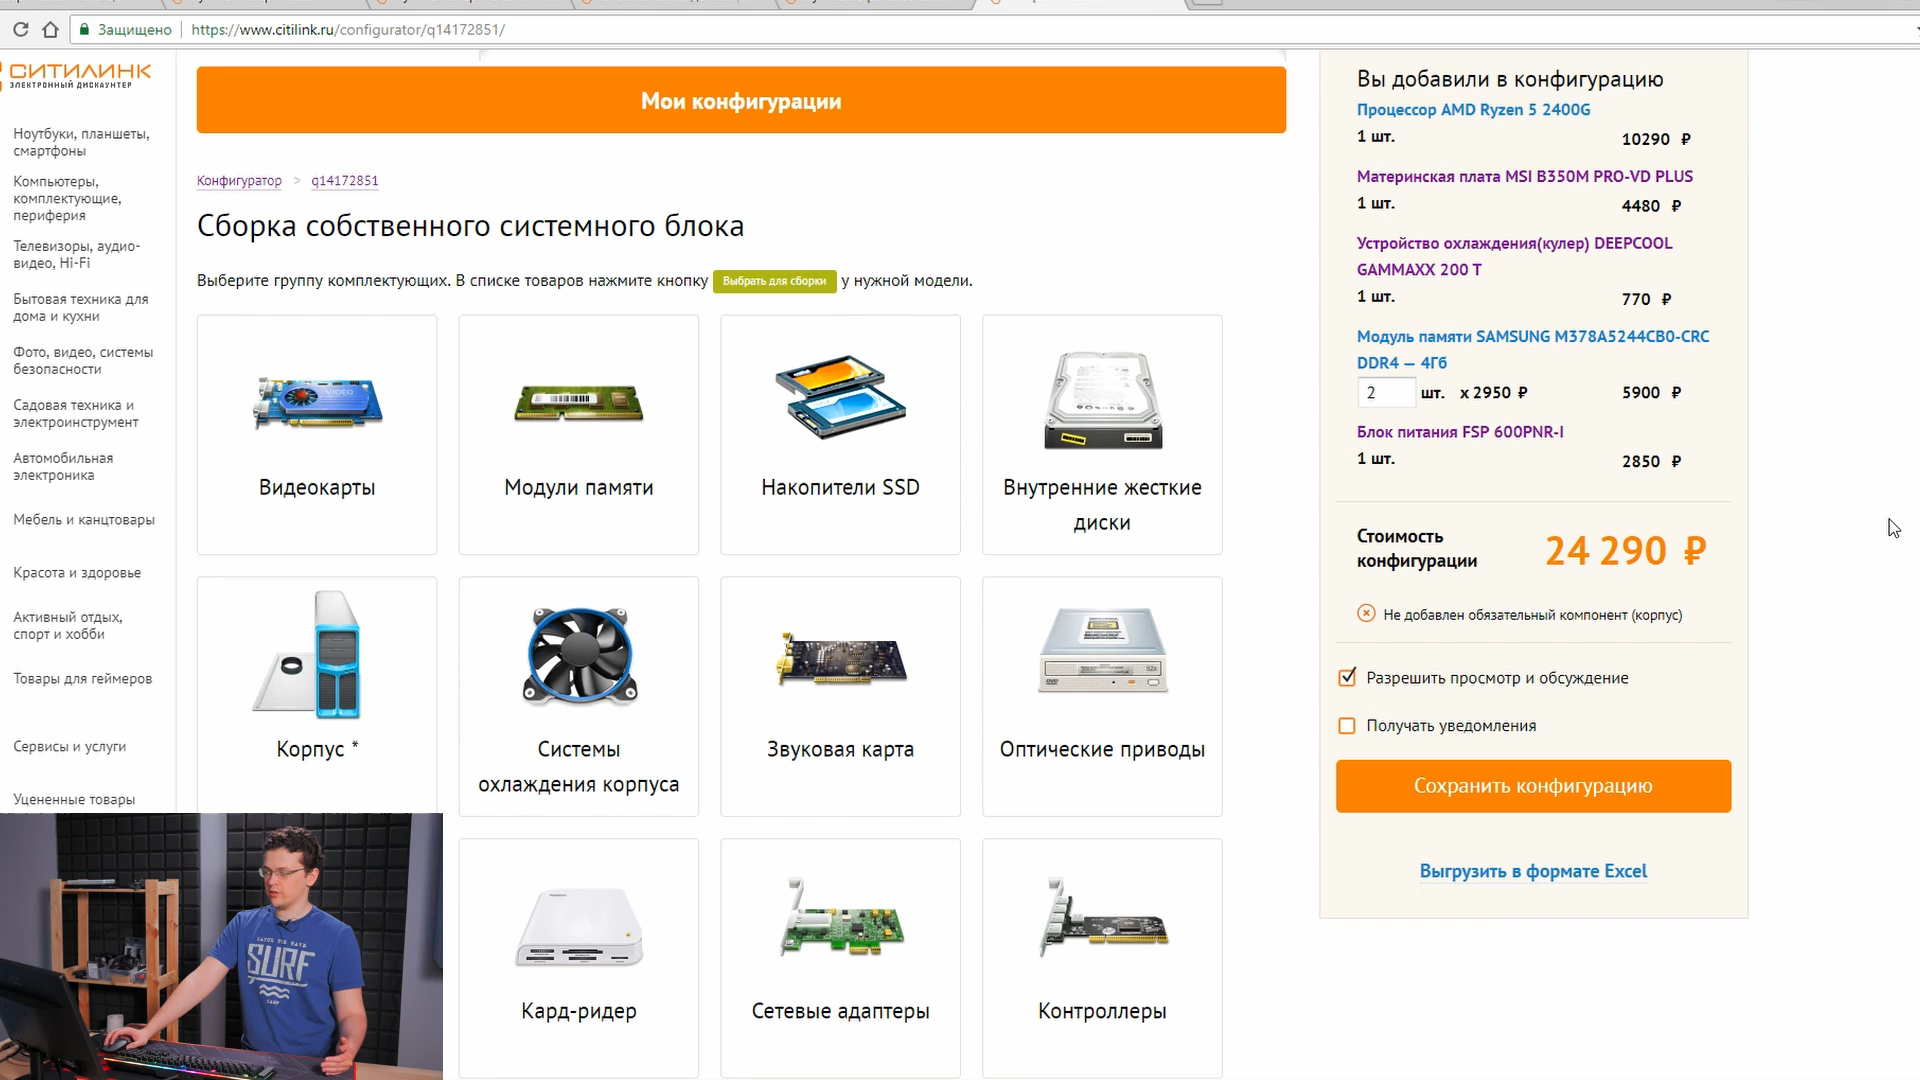 Защищено
https://www.citilink.ru/configurator/q14172851/
СИТИЛИНК
ЭЛЕКТРОННЫЙ ДИСКАУНТЕР
Ноутбуки, планшеты,
смартфоны
Компьютеры,
комплектующие,
периферия
Телевизоры, аудио-
видео, Hi-Fi
Бытовая техника для
дома и кухни
Фото, видео, системы
безопасности
Садовая техника и
электроинструмент
Автомобильная
электроника
Мебель и канцтовары
Красота и здоровье
Активный отдых,
спорт и хобби
Товары для геймеров
Сервисы и услуги
Уцененные товары
Мои конфигурации
Конфигуратор > q14172851
Сборка собственного системного блока
Выберите группу комплектующих. В списке товаров нажмите кнопку Выбрать для сборки у нужной модели.
VIDEO
Видеокарты
Модули памяти
Накопители SSD
Внутренние жесткие
диски
Корпус *
Системы
охлаждения корпуса
Звуковая карта
Оптические приводы
Кард-ридер
Сетевые адаптеры
Контроллеры
Вы добавили в конфигурацию
Процессор AMD Ryzen 5 2400G
1 шт. 10290 ₽
Материнская плата MSI B350M PRO-VD PLUS
1 шт. 4480 ₽
Устройство охлаждения(кулер) DEEPCOOL
GAMMAXX 200 T
1 шт. 770 ₽
Модуль памяти SAMSUNG M378A5244CB0-CRC
DDR4 — 4Гб
2 шт. x 2950 ₽ 5900 ₽
Блок питания FSP 600PNR-I
1 шт. 2850 ₽
Стоимость
конфигурации
24 290 ₽
Не добавлен обязательный компонент (корпус)
Разрешить просмотр и обсуждение
Получать уведомления
Сохранить конфигурацию
Выгрузить в формате Excel
SURF
CAMP